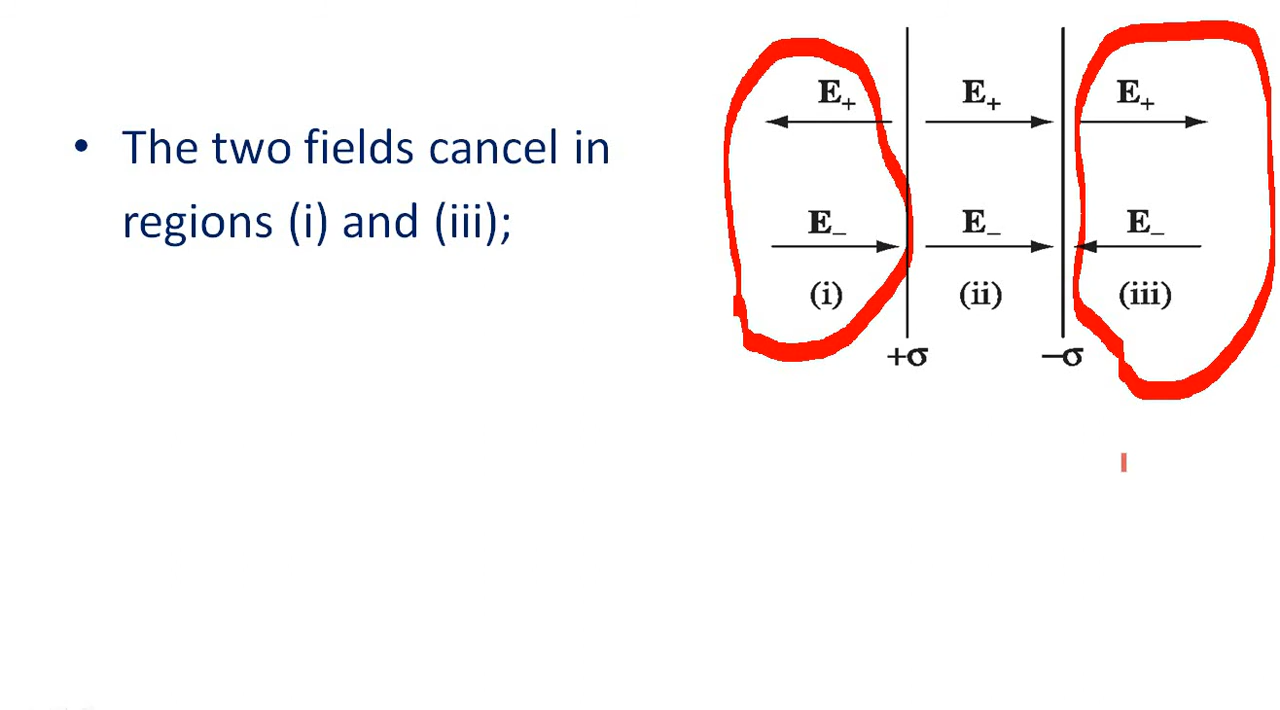 • The two fields cancel in
regions (i) and (iii);
E₊ E₊ E₊
E₋ E₋ E₋
(i) (ii) (iii)
+σ −σ